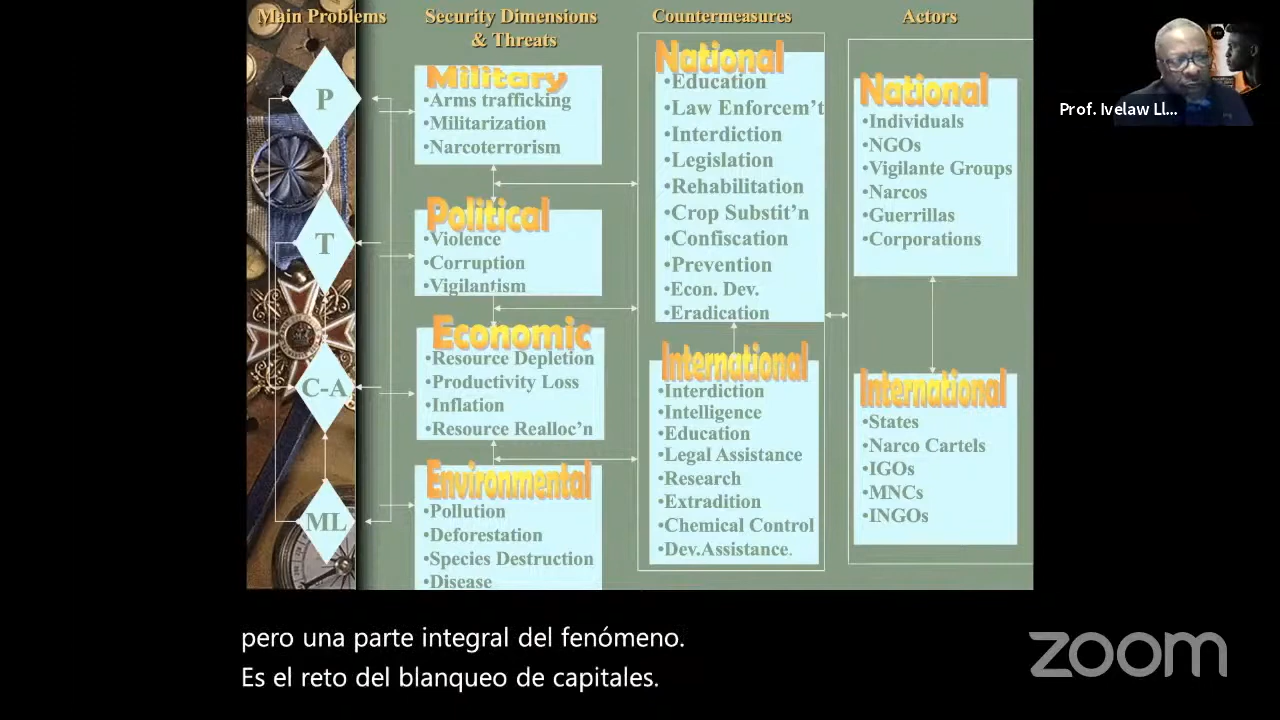 Main Problems
Security Dimensions
& Threats
Countermeasures
Actors
P
T
C-A
ML
Military
•Arms trafficking
•Militarization
•Narcoterrorism
Political
•Violence
•Corruption
•Vigilantism
Economic
•Resource Depletion
•Productivity Loss
•Inflation
•Resource Realloc'n
Environmental
•Pollution
•Deforestation
•Species Destruction
•Disease
National
•Education
•Law Enforcem't
•Interdiction
•Legislation
•Rehabilitation
•Crop Substit'n
•Confiscation
•Prevention
•Econ. Dev.
•Eradication
International
•Interdiction
•Intelligence
•Education
•Legal Assistance
•Research
•Extradition
•Chemical Control
•Dev.Assistance.
National
•Individuals
•NGOs
•Vigilante Groups
•Narcos
•Guerrillas
•Corporations
International
•States
•Narco Cartels
•IGOs
•MNCs
•INGOs
Prof. Ivelaw Ll...
pero una parte integral del fenómeno.
Es el reto del blanqueo de capitales.
zoom